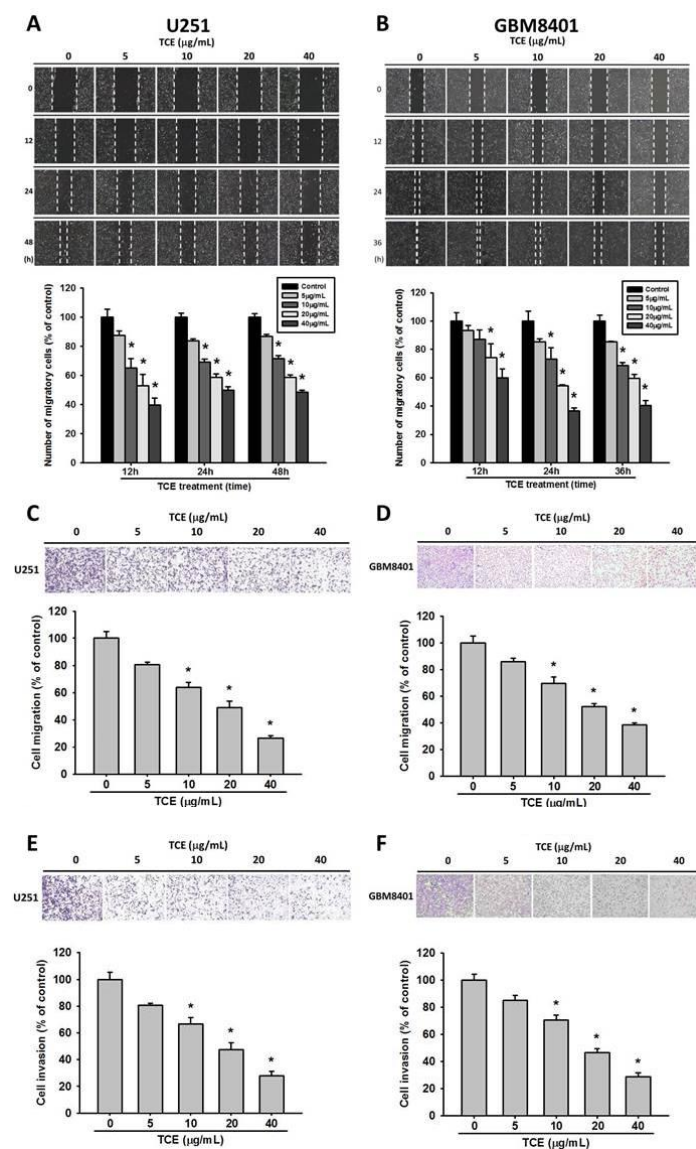 A
U251
TCE (μg/mL)
0 5 10 20 40
0
12
24
48
(h)
Number of migratory cells (% of control)
120
100
80
60
40
20
0
Control
5μg/mL
10μg/mL
20μg/mL
40μg/mL
* * * * * * * * *
12h 24h 48h
TCE treatment (time)
B
GBM8401
TCE (μg/mL)
0 5 10 20 40
0
12
24
36
(h)
Number of migratory cells (% of control)
120
100
80
60
40
20
0
Control
5μg/mL
10μg/mL
20μg/mL
40μg/mL
* * * * * * * *
12h 24h 36h
TCE treatment (time)
C
TCE (μg/mL)
0 5 10 20 40
U251
Cell migration (% of control)
120
100
80
60
40
20
0
* * *
0 5 10 20 40
TCE (μg/mL)
D
TCE (μg/mL)
0 5 10 20 40
GBM8401
Cell migration (% of control)
120
100
80
60
40
20
0
* * *
0 5 10 20 40
TCE (μg/mL)
E
TCE (μg/mL)
0 5 10 20 40
U251
Cell invasion (% of control)
120
100
80
60
40
20
0
* * *
0 5 10 20 40
TCE (μg/mL)
F
TCE (μg/mL)
0 5 10 20 40
GBM8401
Cell invasion (% of control)
120
100
80
60
40
20
0
* * *
0 5 10 20 40
TCE (μg/mL)